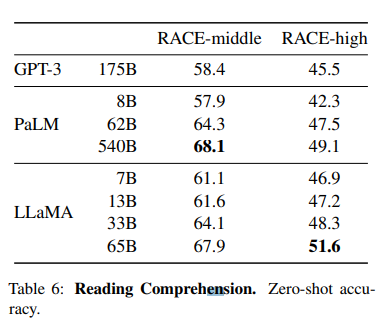 RACE-middle RACE-high
GPT-3 175B 58.4 45.5
8B 57.9 42.3
PaLM 62B 64.3 47.5
540B 68.1 49.1
7B 61.1 46.9
13B 61.6 47.2
LLaMA
33B 64.1 48.3
65B 67.9 51.6
Table 6: Reading Comprehension. Zero-shot accu-
racy.